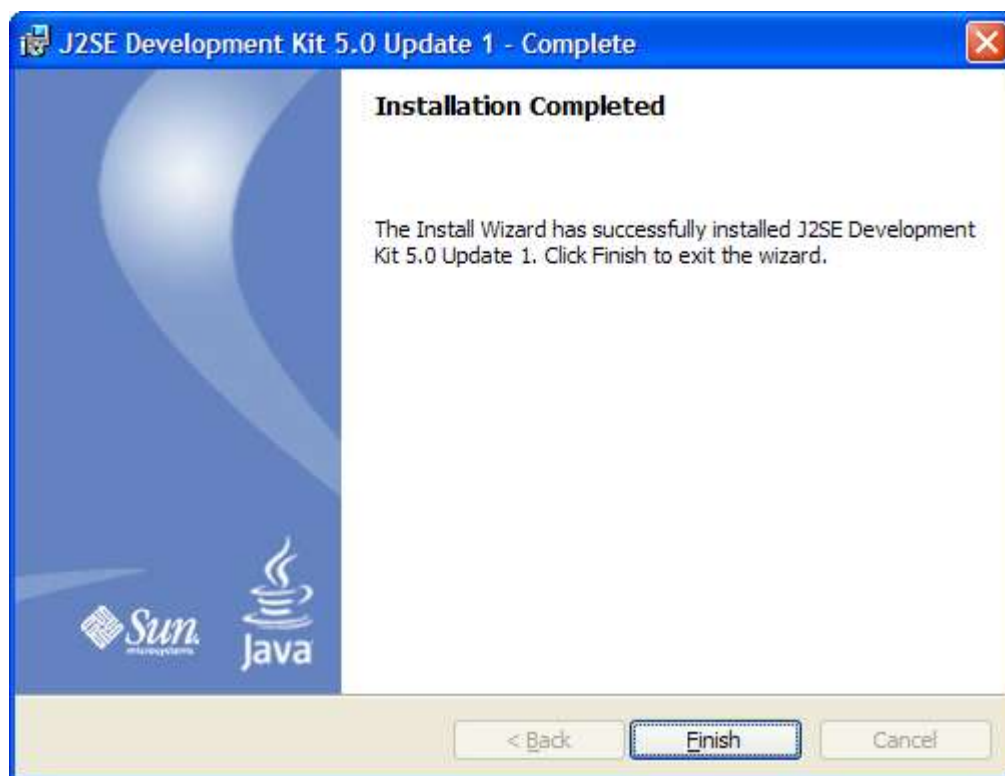 J2SE Development Kit 5.0 Update 1 - Complete
Installation Completed
The Install Wizard has successfully installed J2SE Development
Kit 5.0 Update 1. Click Finish to exit the wizard.
Sun.
microsystems
Java
< Back
Finish
Cancel